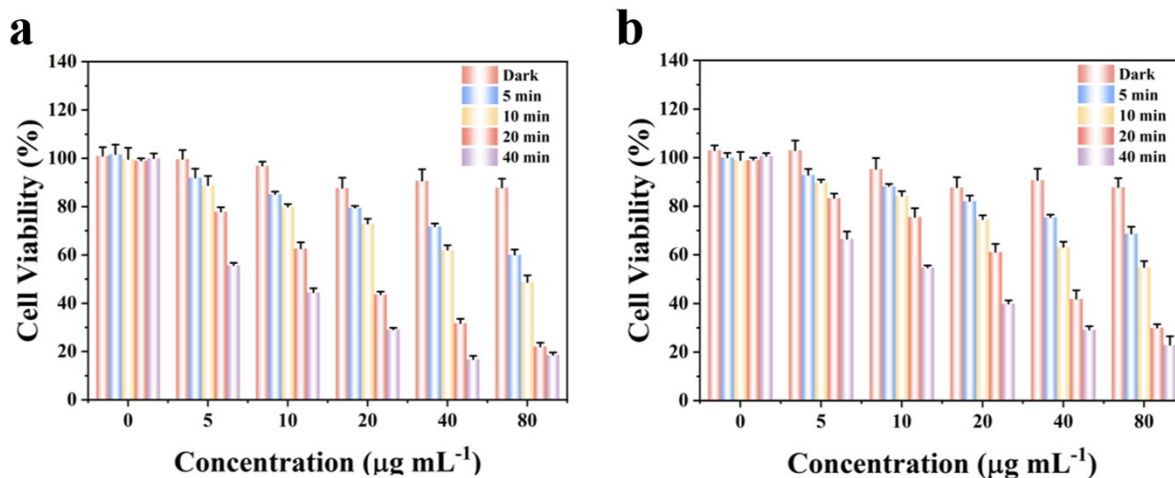 a
140
120
100
80
60
40
20
0
Cell Viability (%)
Dark
5 min
10 min
20 min
40 min
0 5 10 20 40 80
Concentration (μg mL-1)
b
140
120
100
80
60
40
20
0
Cell Viability (%)
Dark
5 min
10 min
20 min
40 min
0 5 10 20 40 80
Concentration (μg mL-1)